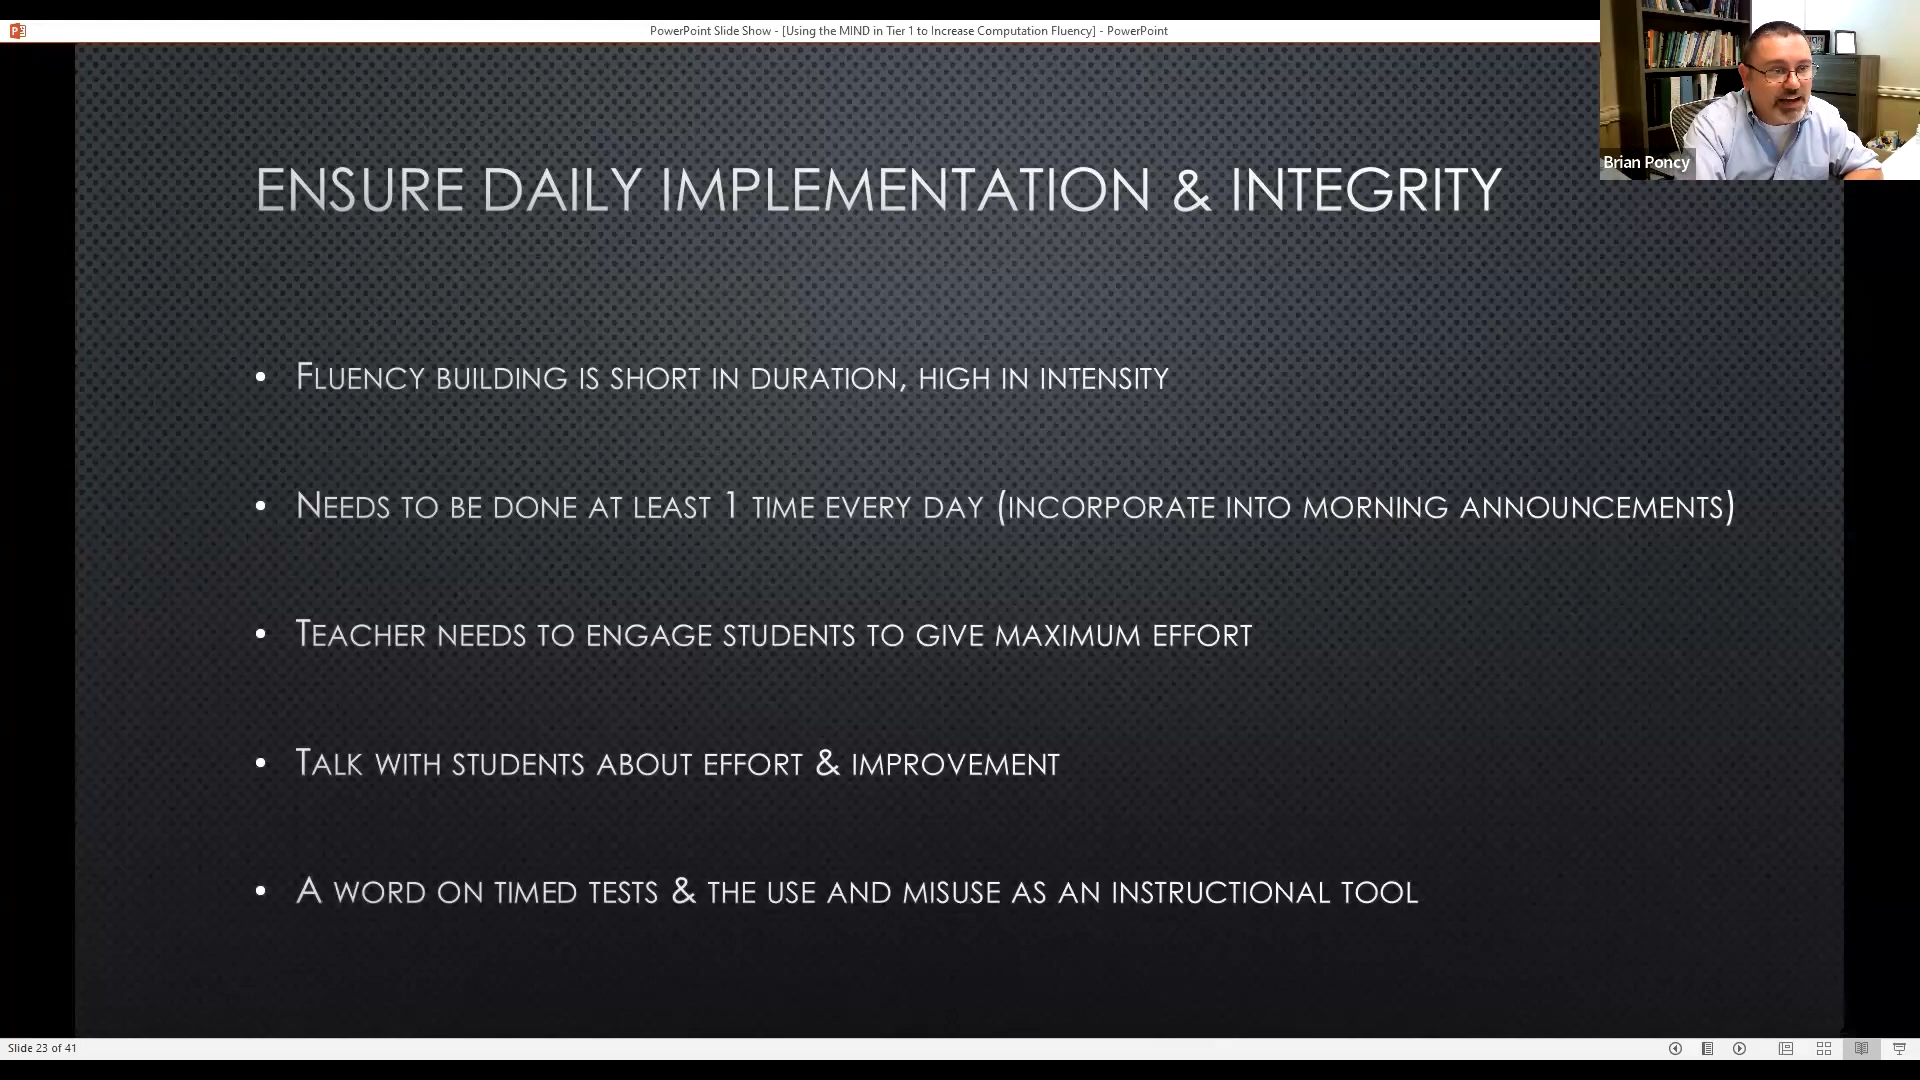 PowerPoint Slide Show - [Using the MIND in Tier 1 to Increase Computation Fluency] - PowerPoint
Brian Poncy
ENSURE DAILY IMPLEMENTATION & INTEGRITY
• FLUENCY BUILDING IS SHORT IN DURATION, HIGH IN INTENSITY
• NEEDS TO BE DONE AT LEAST 1 TIME EVERY DAY (INCORPORATE INTO MORNING ANNOUNCEMENTS)
• TEACHER NEEDS TO ENGAGE STUDENTS TO GIVE MAXIMUM EFFORT
• TALK WITH STUDENTS ABOUT EFFORT & IMPROVEMENT
• A WORD ON TIMED TESTS & THE USE AND MISUSE AS AN INSTRUCTIONAL TOOL
Slide 23 of 41